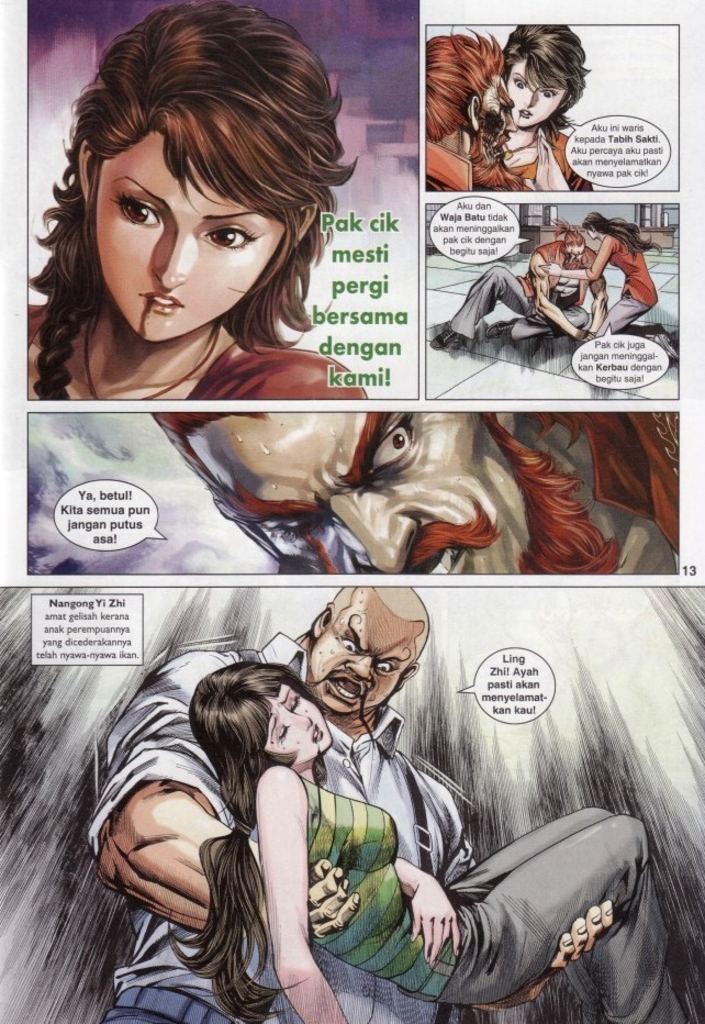 Pak cik
mesti
pergi
bersama
dengan
kami!
Aku ini waris
kepada Tabib Sakti.
Aku percaya aku pasti
akan menyelamatkan
nyawa pak cik!
Aku dan
Waja Batu tidak
akan meninggalkan
pak cik dengan
begitu saja!
Pak cik juga
jangan meninggal-
kan Kerbau dengan
begitu saja!
Ya, betul!
Kita semua pun
jangan putus
asa!
13
Nangong Yi Zhi
amat gelisah kerana
anak perempuannya
yang dicederakannya
telah nyawa-nyawa ikan.
Ling
Zhi! Ayah
pasti akan
menyelamat-
kan kau!